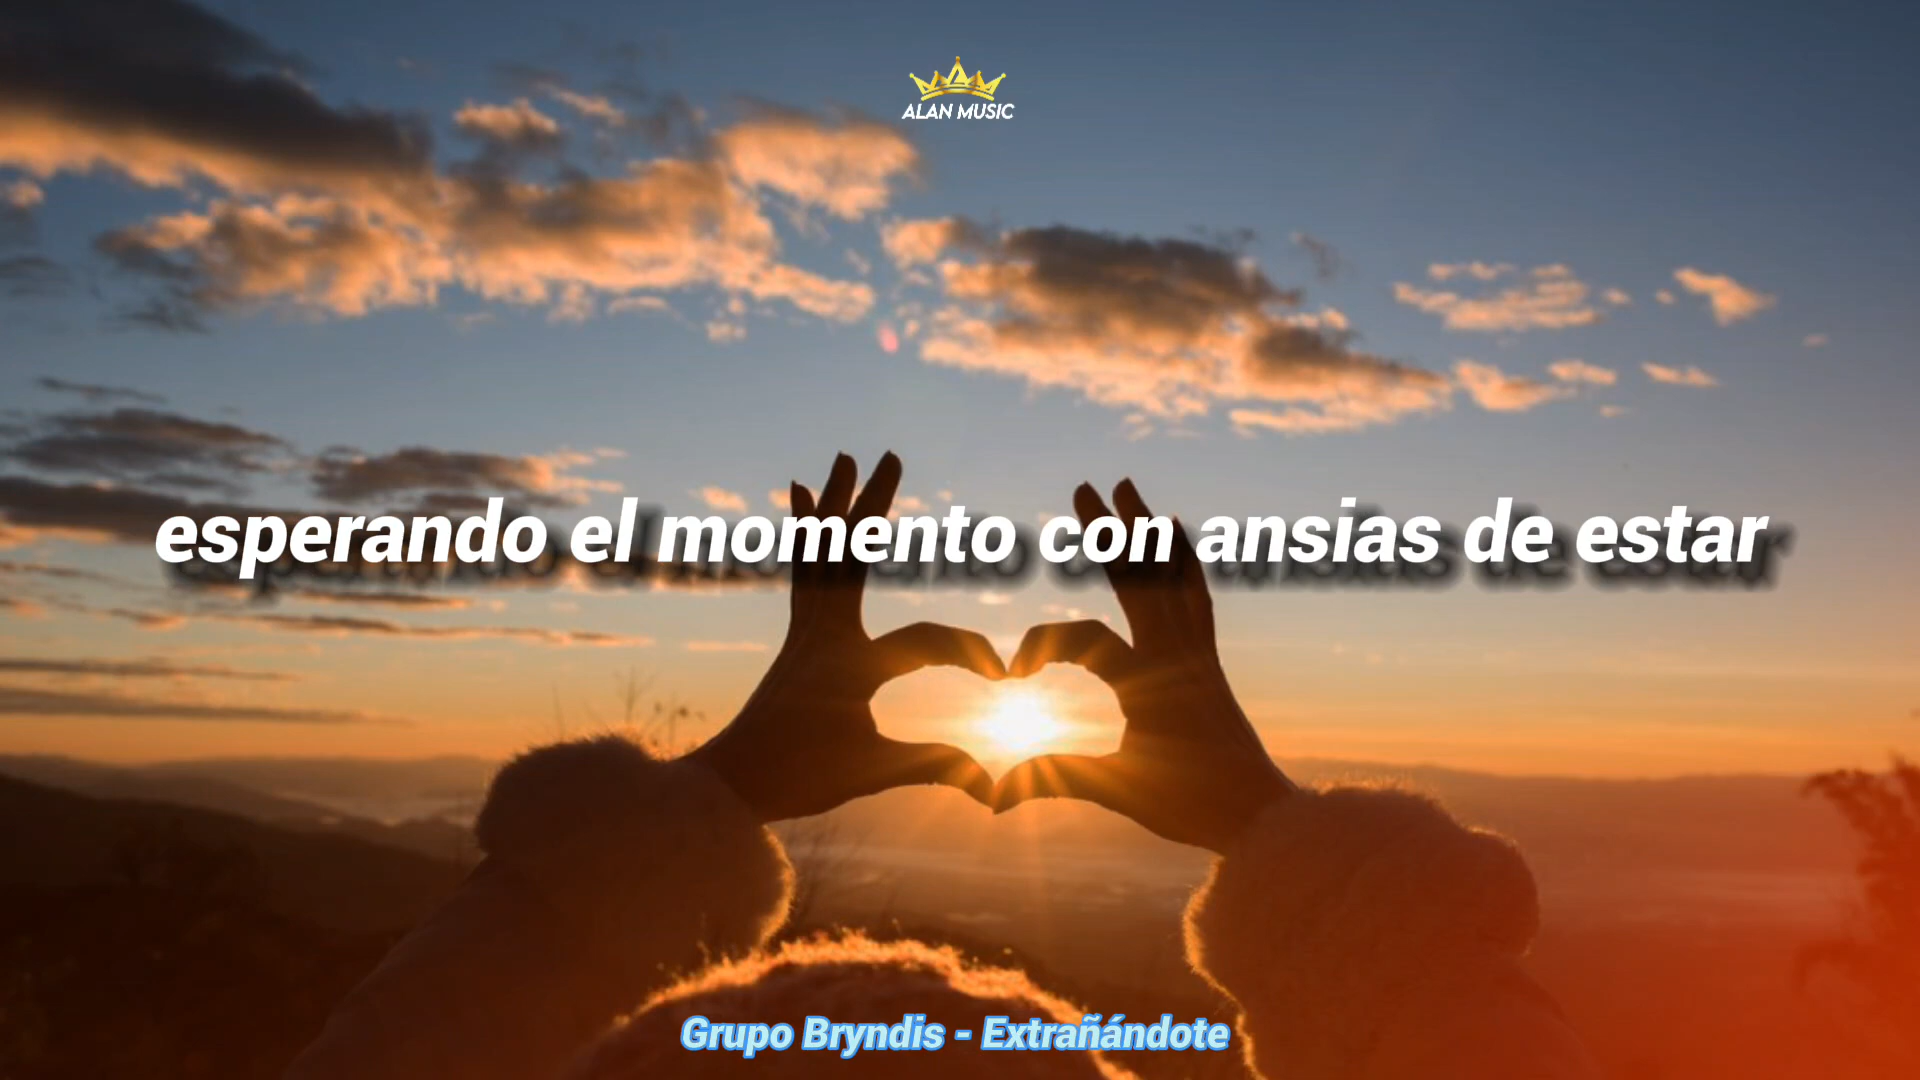 ALAN MUSIC
esperando el momento con ansias de estar
Grupo Bryndis - Extrañándote